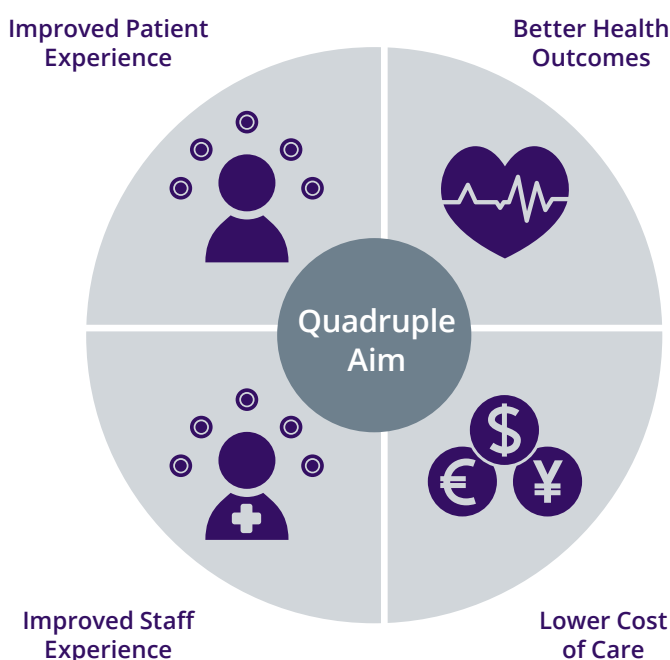 Improved Patient
Experience
Better Health
Outcomes
Quadruple
Aim
$
€
¥
Improved Staff
Experience
Lower Cost
of Care